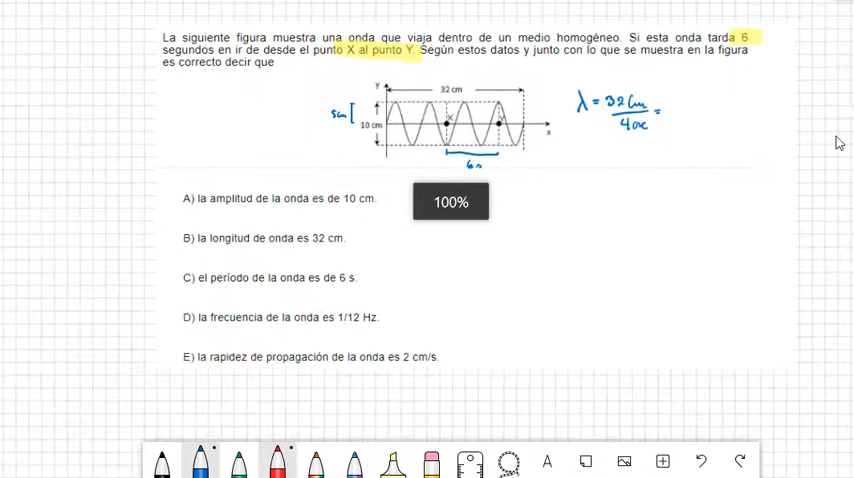 La siguiente figura muestra una onda que viaja dentro de un medio homogéneo. Si esta onda tarda 6
segundos en ir de desde el punto X al punto Y. Según estos datos y junto con lo que se muestra en la figura
es correcto decir que
Y
32 cm
5cm
10 cm
X
x
6s
λ = 32cm =
4osc
A) la amplitud de la onda es de 10 cm.
100%
B) la longitud de onda es 32 cm.
C) el período de la onda es de 6 s.
D) la frecuencia de la onda es 1/12 Hz.
E) la rapidez de propagación de la onda es 2 cm/s.
A